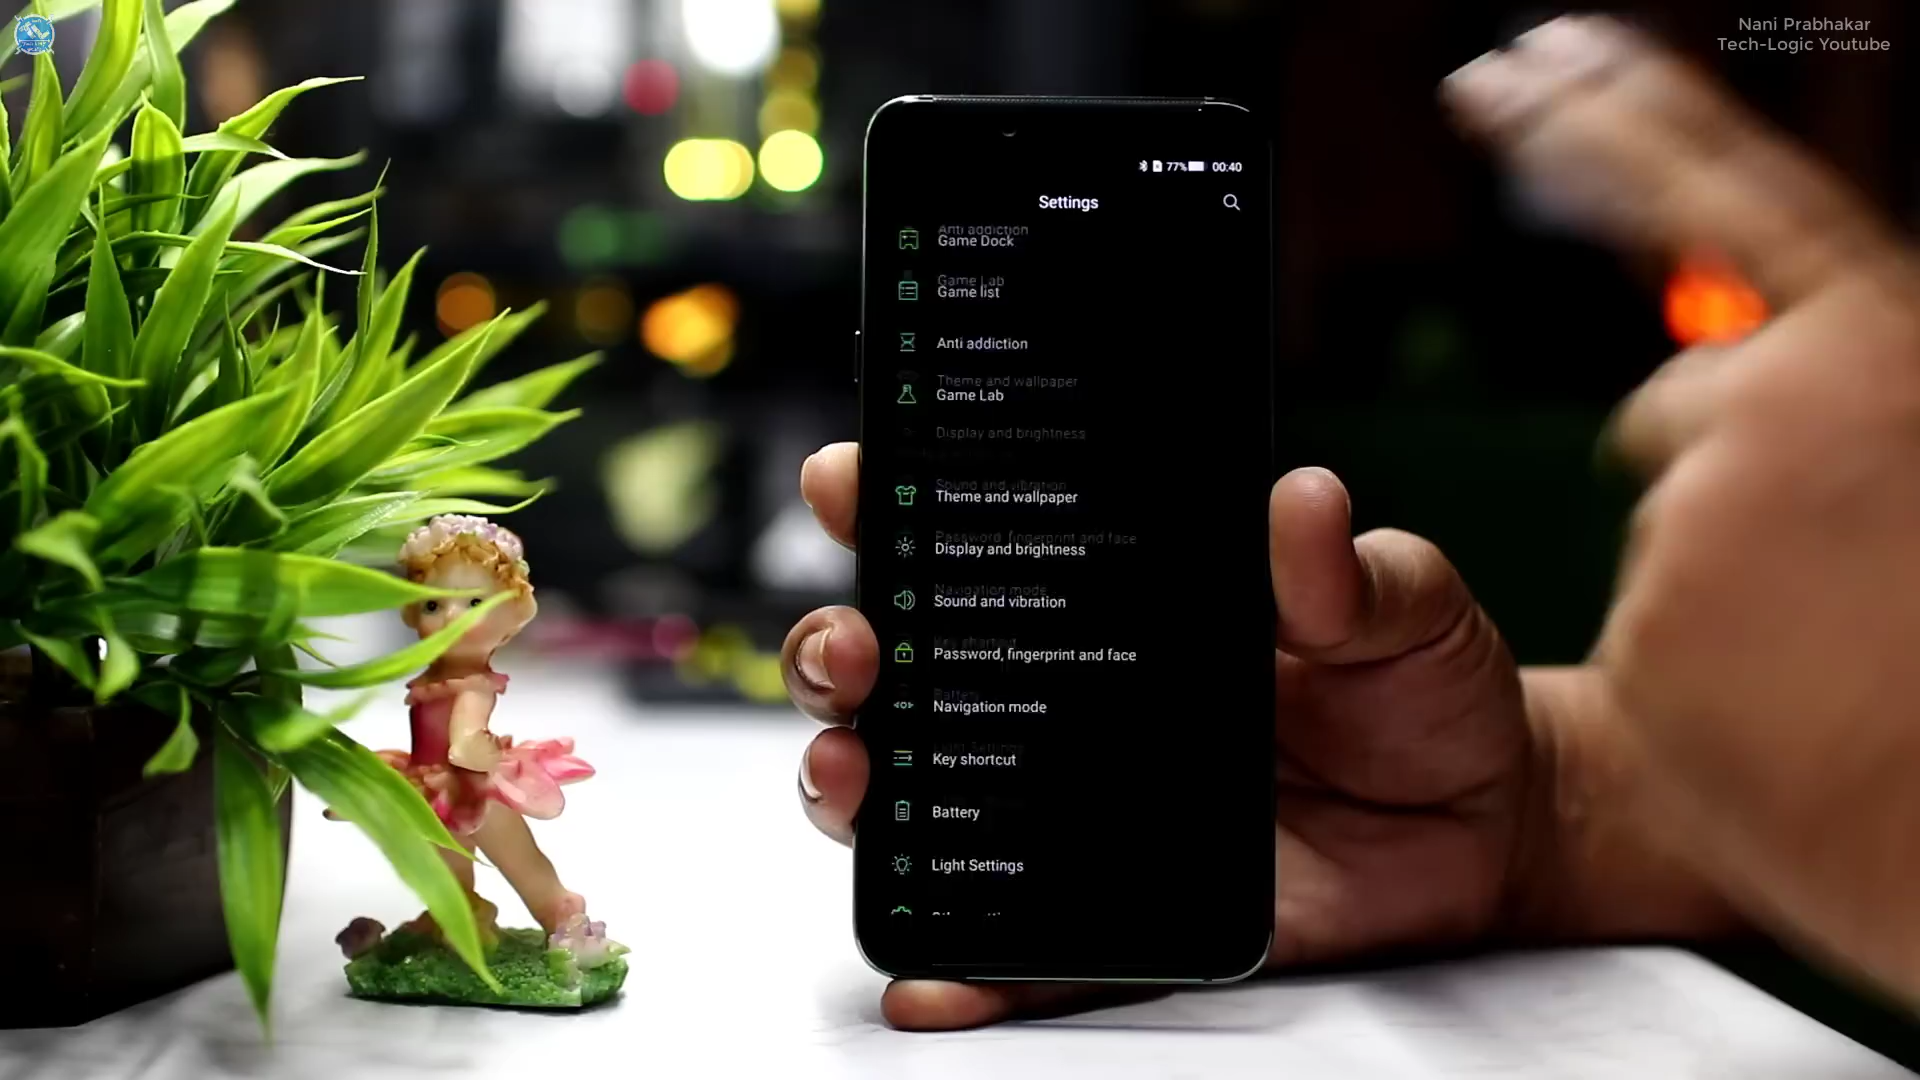 Nani Prabhakar
Tech-Logic Youtube
77% 00:40
Settings
Anti addiction
Game Dock
Game Lab
Game list
Anti addiction
Theme and wallpaper
Game Lab
Display and brightness
Sound and vibration
Theme and wallpaper
Password, fingerprint and face
Display and brightness
Navigation mode
Sound and vibration
Key shortcut
Password, fingerprint and face
Battery
Navigation mode
Light Settings
Key shortcut
Battery
Light Settings